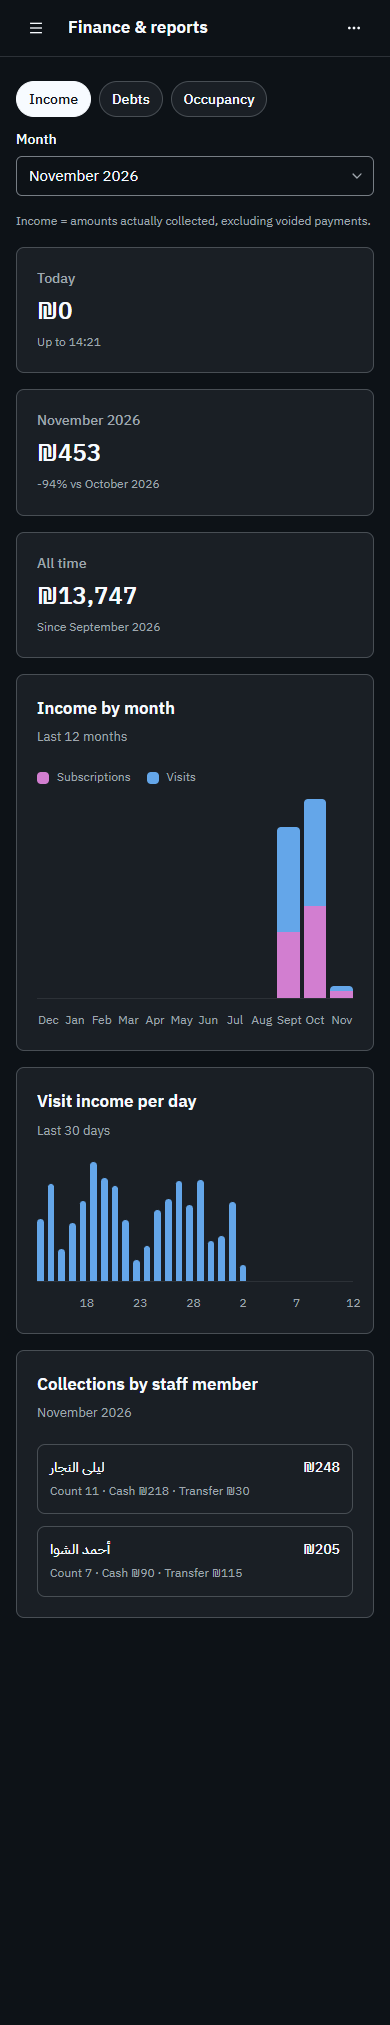 Finance & reports
Income Debts Occupancy
Month
November 2026
Income = amounts actually collected, excluding voided payments.
Today
₪0
Up to 14:21
November 2026
₪453
-94% vs October 2026
All time
₪13,747
Since September 2026
Income by month
Last 12 months
Subscriptions Visits
Dec Jan Feb Mar Apr May Jun Jul Aug Sept Oct Nov
Visit income per day
Last 30 days
18 23 28 2 7 12
Collections by staff member
November 2026
ليلى النجار ₪248
Count 11 · Cash ₪218 · Transfer ₪30
أحمد الشوا ₪205
Count 7 · Cash ₪90 · Transfer ₪115